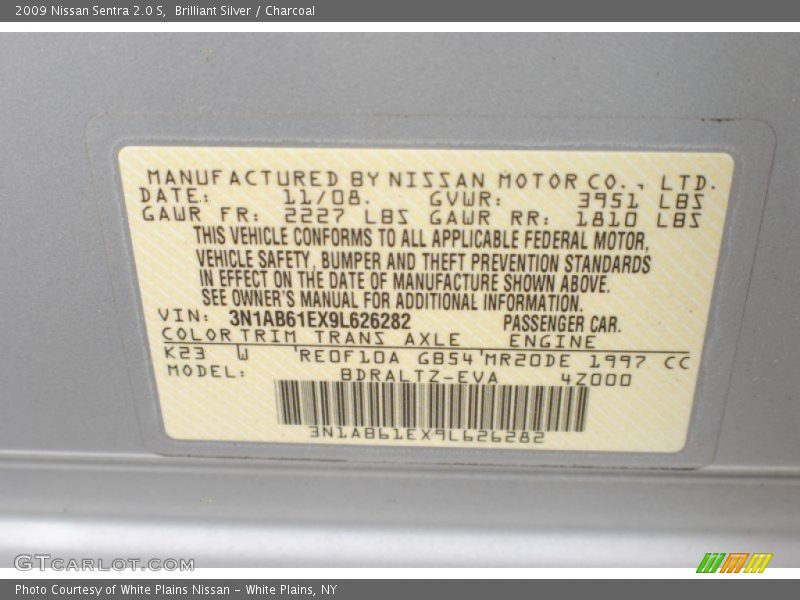 2009 Nissan Sentra 2.0 S, Brilliant Silver / Charcoal
MANUFACTURED BY NISSAN MOTOR CO., LTD.
DATE: 11/08. GVWR: 3951 LBS
GAWR FR: 2227 LBS GAWR RR: 1810 LBS
THIS VEHICLE CONFORMS TO ALL APPLICABLE FEDERAL MOTOR,
VEHICLE SAFETY, BUMPER AND THEFT PREVENTION STANDARDS
IN EFFECT ON THE DATE OF MANUFACTURE SHOWN ABOVE.
SEE OWNER'S MANUAL FOR ADDITIONAL INFORMATION.
VIN: 3N1AB61EX9L626282 PASSENGER CAR.
COLOR TRIM TRANS AXLE ENGINE
K23 W 'RE0F10A GB54'MR20DE 1997 CC
MODEL: BDRALTZ-EVA 4Z000
3N1AB61EX9L626282
GTCARLOT.COM
Photo Courtesy of White Plains Nissan - White Plains, NY